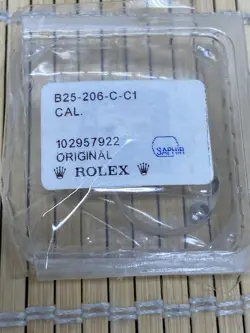 B25-206-C-C1
CAL.
102957922
ORIGINAL
SAPHIR
ROLEX